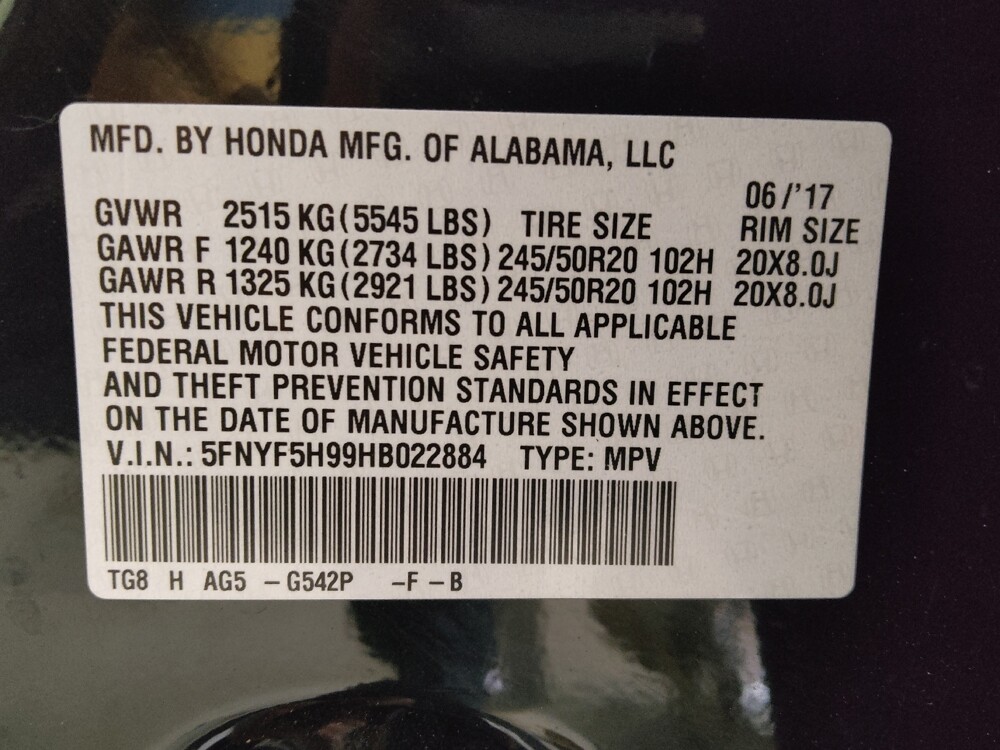 MFD. BY HONDA MFG. OF ALABAMA, LLC
06/'17
GVWR 2515 KG (5545 LBS) TIRE SIZE RIM SIZE
GAWR F 1240 KG (2734 LBS) 245/50R20 102H 20X8.0J
GAWR R 1325 KG (2921 LBS) 245/50R20 102H 20X8.0J
THIS VEHICLE CONFORMS TO ALL APPLICABLE
FEDERAL MOTOR VEHICLE SAFETY
AND THEFT PREVENTION STANDARDS IN EFFECT
ON THE DATE OF MANUFACTURE SHOWN ABOVE.
V.I.N.: 5FNYF5H99HB022884 TYPE: MPV
TG8 H AG5 -G542P -F-B